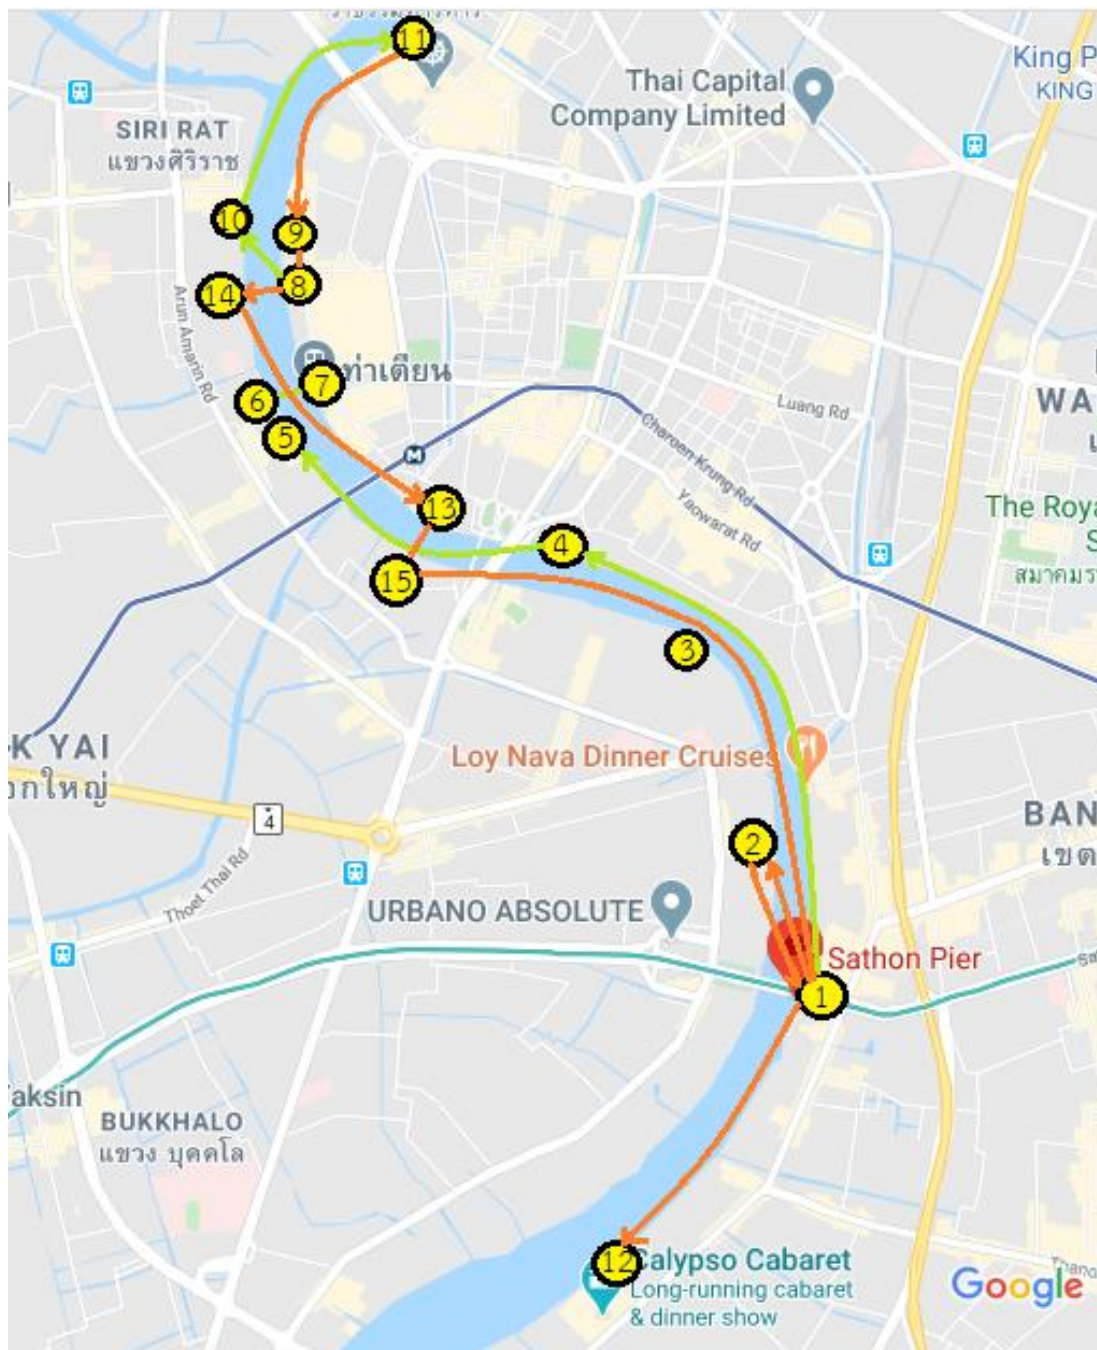 11
King P
KING
Thai Capital
Company Limited
SIRI RAT
แขวงศิริราช
10
9
8
14
Arun Amarin Rd
7
ท่าเตียน
6
5
Luang Rd
WA
Charoen Krung Rd
M
13
Yaowarat Rd
The Roya
S
สมาคมรา
4
15
3
K YAI
อกใหญ่
Loy Nava Dinner Cruises
4
BAN
เขต
2
Thoet Thai Rd
URBANO ABSOLUTE
Sathon Pier
Sa
1
aksin
BUKKHALO
แขวง บุคคโล
12
Calypso Cabaret
Long-running cabaret
& dinner show
Thano
Google